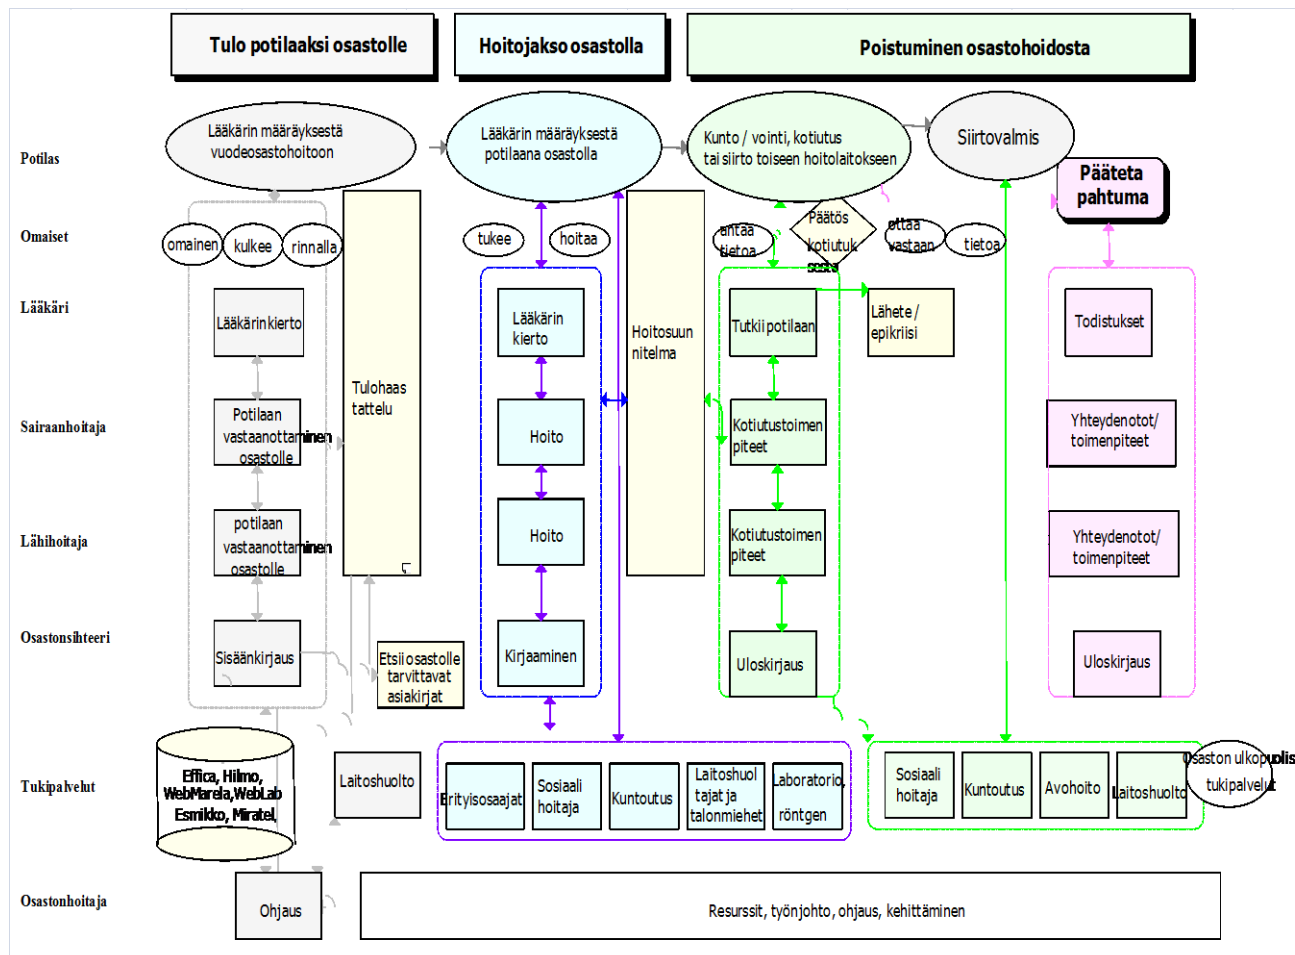 Tulo potilaaksi osastolle
Hoitojakso osastolla
Poistuminen osastohoidosta
Potilas
Lääkärin määräyksestä
vuodeosastohoitoon
Lääkärin määräyksestä
potilaana osastolla
Kunto / vointi, kotiutus
tai siirto toiseen hoitolaitokseen
Siirtovalmis
Pääteta
pahtuma
Omaiset
omainen
kulkee
rinnalla
tukee
hoitaa
antaa
tietoa
Päätös
kotiutuk
sesta
ottaa
vastaan
tietoa
Lääkäri
Lääkärinkierto
Lääkärin
kierto
Tutkii potilaan
Lähete /
epikriisi
Todistukset
Tulohaas
tattelu
Hoitosuun
nitelma
Sairaanhoitaja
Potilaan
vastaanottaminen
osastolle
Hoito
Kotiutustoimen
piteet
Yhteydenotot/
toimenpiteet
Lähihoitaja
potilaan
vastaanottaminen
osastolle
Hoito
Kotiutustoimen
piteet
Yhteydenotot/
toimenpiteet
Osastonsihteeri
Sisäänkirjaus
Etsii osastolle
tarvittavat
asiakirjat
Kirjaaminen
Uloskirjaus
Uloskirjaus
Tukipalvelut
Effica, Hilmo,
WebMarela,WebLab
Esmikko, Miratel,
Laitoshuolto
Erityisosaajat
Sosiaali
hoitaja
Kuntoutus
Laitoshuol
tajat ja
talonmiehet
Laboratorio,
röntgen
Sosiaali
hoitaja
Kuntoutus
Avohoito
Laitoshuolto
Osaston ulkopuolis
tukipalvelut
Osastonhoitaja
Ohjaus
Resurssit, työnjohto, ohjaus, kehittäminen